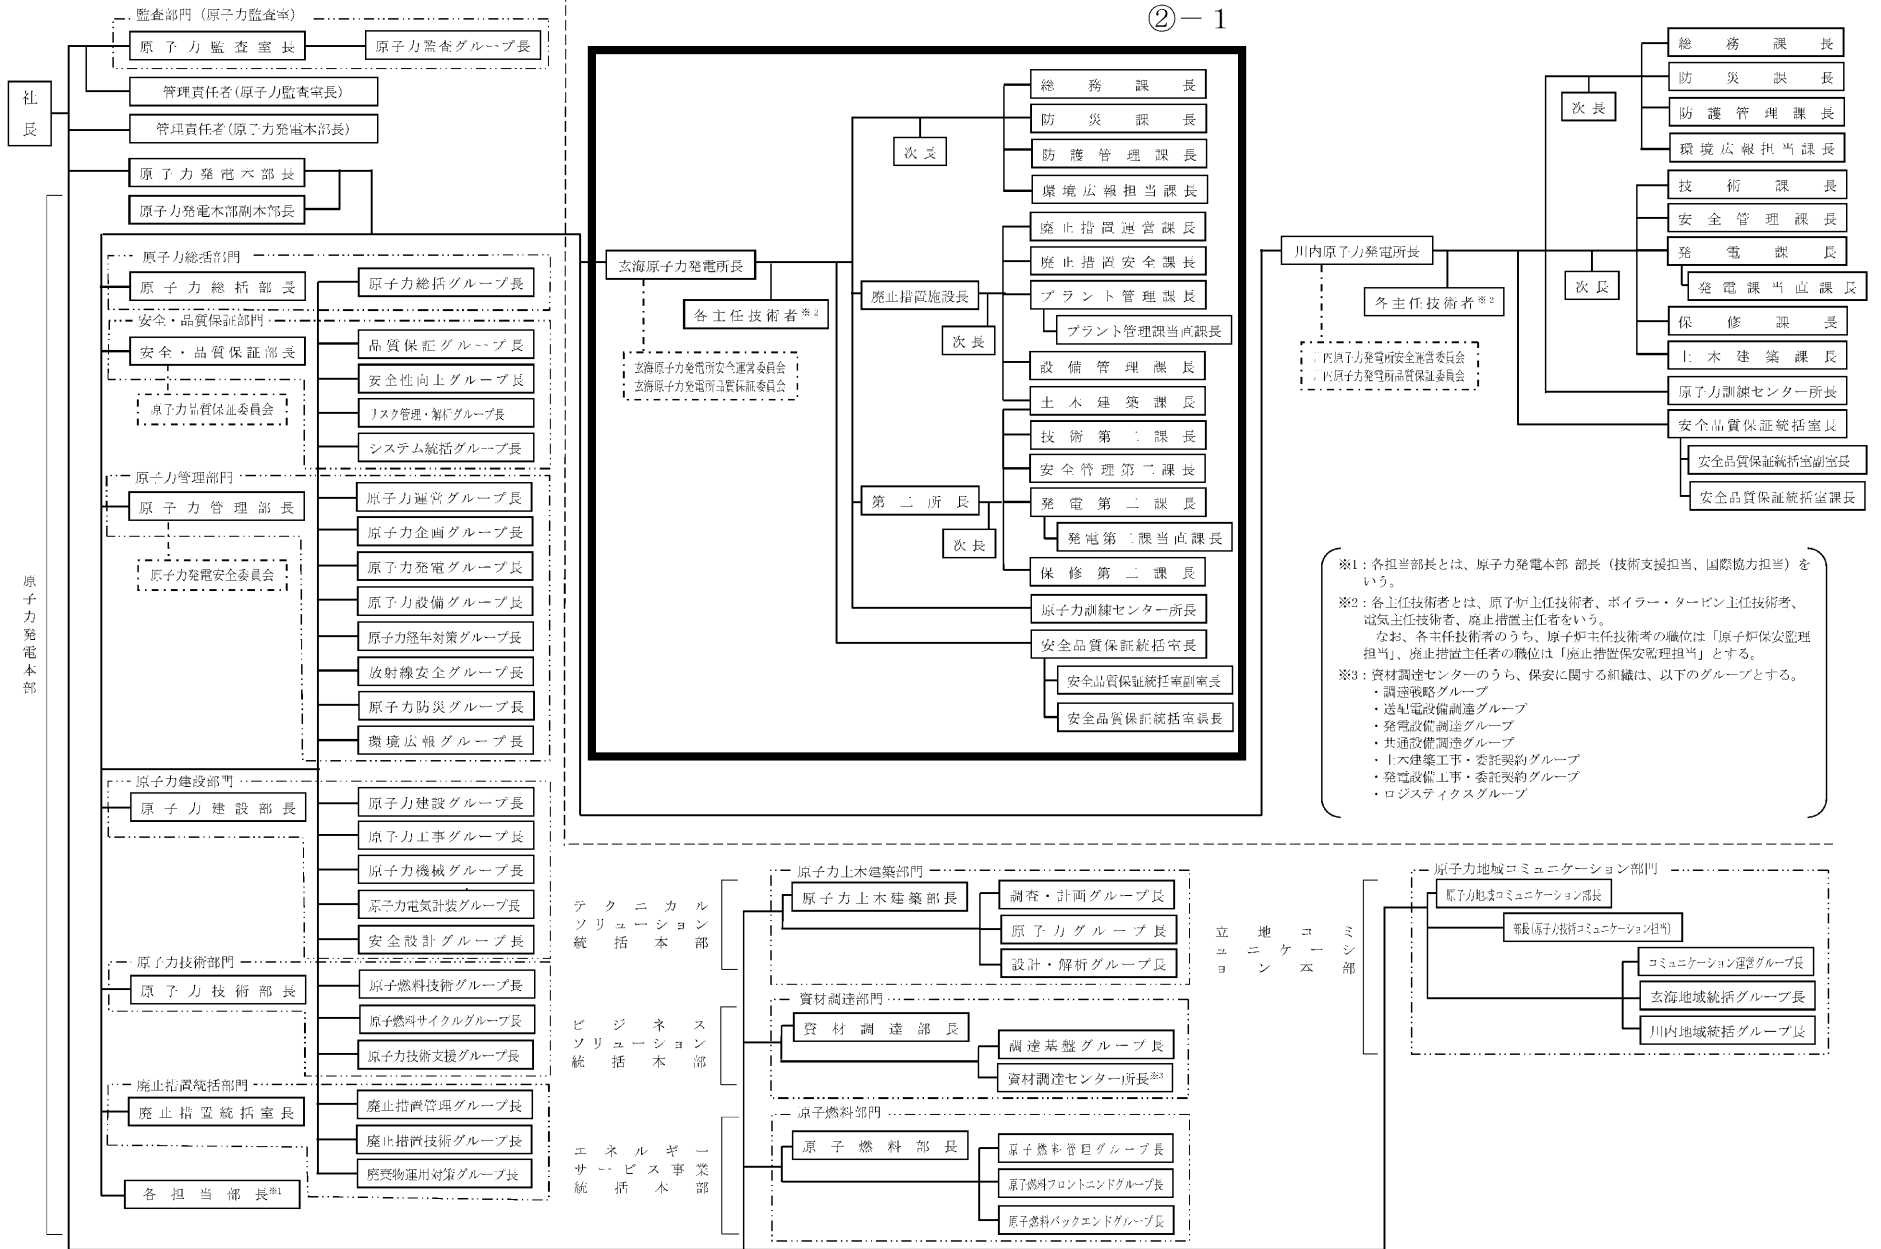 ②－1
監査部門（原子力監査室）
原子力監査室長
原子力監査グループ長
社長
管理責任者(原子力監査室長)
管理責任者(原子力発電本部長)
原子力発電本部長
原子力発電本部副本部長
原子力発電本部
原子力総括部門
原子力総括部長
原子力総括グループ長
安全・品質保証部門
安全・品質保証部長
原子力品質保証委員会
品質保証グループ長
安全性向上グループ長
リスク管理・解析グループ長
システム統括グループ長
原子力管理部門
原子力管理部長
原子力発電安全委員会
原子力運営グループ長
原子力企画グループ長
原子力発電グループ長
原子力設備グループ長
原子力経年対策グループ長
放射線安全グループ長
原子力防災グループ長
環境広報グループ長
原子力建設部門
原子力建設部長
原子力建設グループ長
原子力工事グループ長
原子力機械グループ長
原子力電気計装グループ長
安全設計グループ長
原子力技術部門
原子力技術部長
原子燃料技術グループ長
原子燃料サイクルグループ長
原子力技術支援グループ長
廃止措置統括部門
廃止措置統括室長
廃止措置管理グループ長
廃止措置技術グループ長
廃棄物運用対策グループ長
各担当部長※1
玄海原子力発電所長
各主任技術者※2
玄海原子力発電所安全運営委員会
玄海原子力発電所品質保証委員会
次長
総務課長
防災課長
防護管理課長
環境広報担当課長
廃止措置施設長
次長
廃止措置運営課長
廃止措置安全課長
プラント管理課長
プラント管理課当直課長
設備管理課長
土木建築課長
第二所長
次長
技術第二課長
安全管理第二課長
発電第二課長
発電第二課当直課長
保修第二課長
原子力訓練センター所長
安全品質保証統括室長
安全品質保証統括室副室長
安全品質保証統括室課長
川内原子力発電所長
各主任技術者※2
川内原子力発電所安全運営委員会
川内原子力発電所品質保証委員会
次長
総務課長
防災課長
防護管理課長
環境広報担当課長
次長
技術課長
安全管理課長
発電課長
発電課当直課長
保修課長
土木建築課長
原子力訓練センター所長
安全品質保証統括室長
安全品質保証統括室副室長
安全品質保証統括室課長
※1：各担当部長とは、原子力発電本部 部長（技術支援担当、国際協力担当）を
いう。
※2：各主任技術者とは、原子炉主任技術者、ボイラー・タービン主任技術者、
電気主任技術者、廃止措置主任者をいう。
なお、各主任技術者のうち、原子炉主任技術者の職位は「原子炉保安監理
担当」、廃止措置主任者の職位は「廃止措置保安監理担当」とする。
※3：資材調達センターのうち、保安に関する組織は、以下のグループとする。
・調達戦略グループ
・送配電設備調達グループ
・発電設備調達グループ
・共通設備調達グループ
・土木建築工事・委託契約グループ
・発電設備工事・委託契約グループ
・ロジスティクスグループ
テクニカル
ソリューション
統括本部
原子力土木建築部門
原子力土木建築部長
調査・計画グループ長
原子力グループ長
設計・解析グループ長
ビジネス
ソリューション
統括本部
資材調達部門
資材調達部長
調達基盤グループ長
資材調達センター所長※3
エネルギー
サービス事業
統括本部
原子燃料部門
原子燃料部長
原子燃料管理グループ長
原子燃料フロントエンドグループ長
原子燃料バックエンドグループ長
立地コミ
ュニケーシ
ョン本部
原子力地域コミュニケーション部門
原子力地域コミュニケーション部長
部長(原子力技術コミュニケーション担当)
コミュニケーション運営グループ長
玄海地域統括グループ長
川内地域統括グループ長